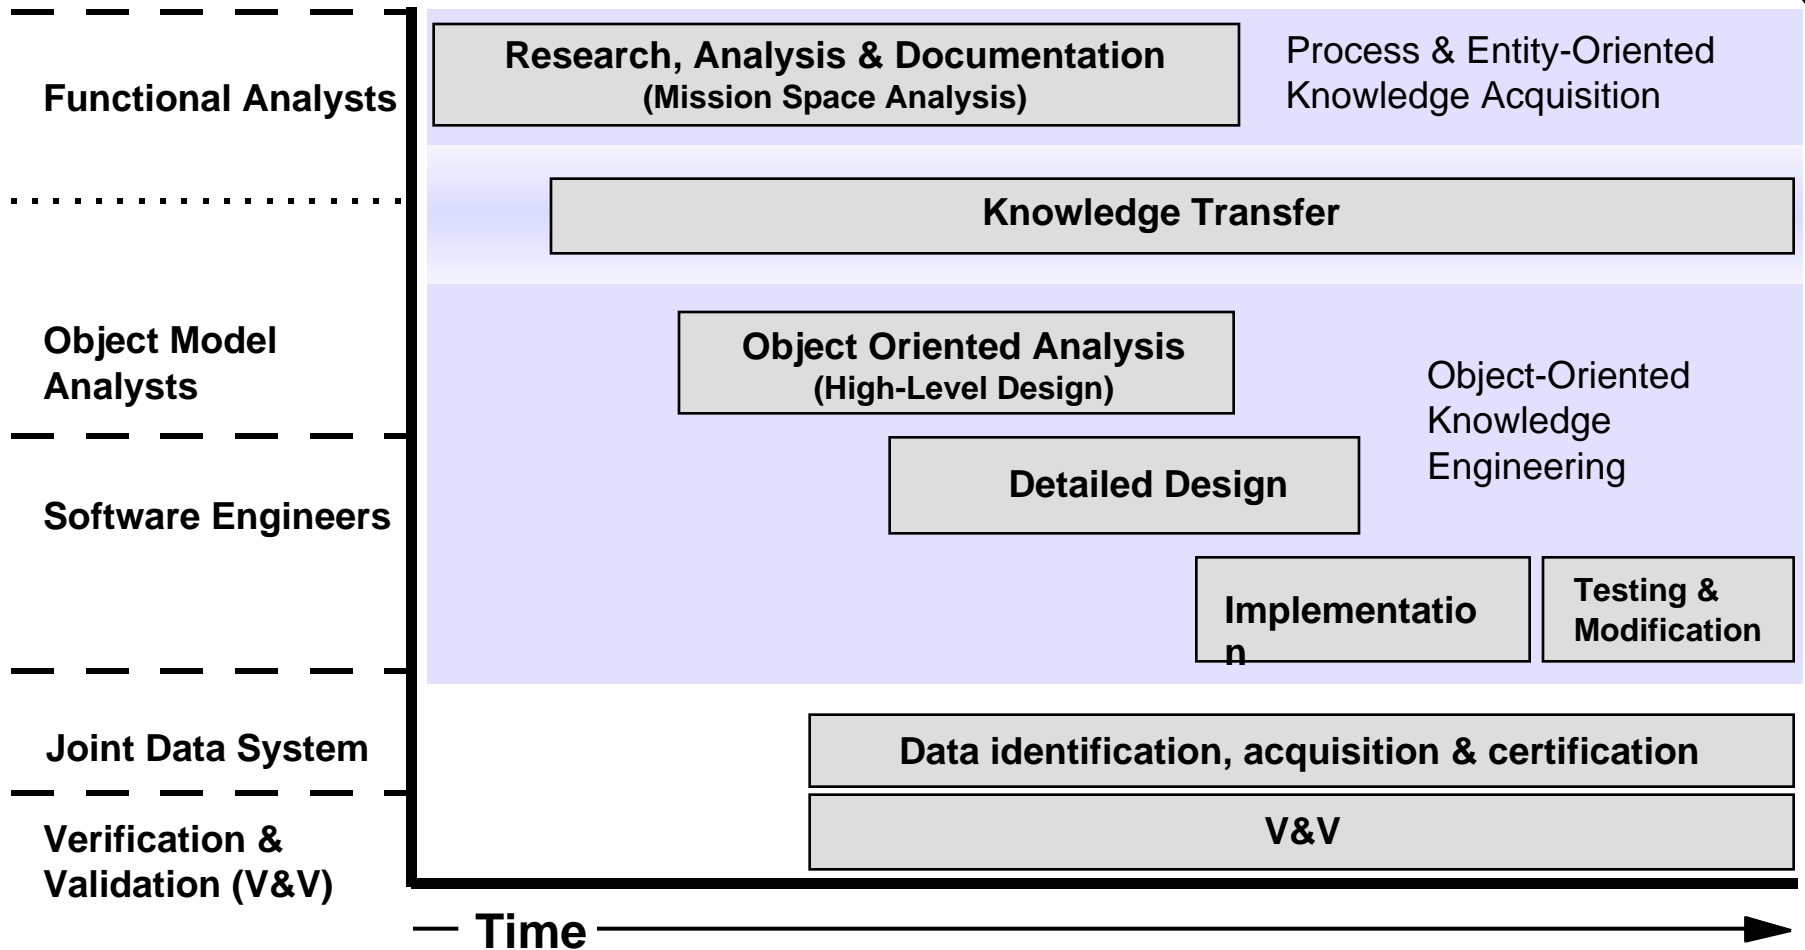 Functional Analysts
Research, Analysis & Documentation
(Mission Space Analysis)
Process & Entity-Oriented
Knowledge Acquisition
Knowledge Transfer
Object Model
Analysts
Object Oriented Analysis
(High-Level Design)
Object-Oriented
Knowledge
Engineering
Software Engineers
Detailed Design
Implementatio
n
Testing &
Modification
Joint Data System
Data identification, acquisition & certification
Verification &
Validation (V&V)
V&V
Time